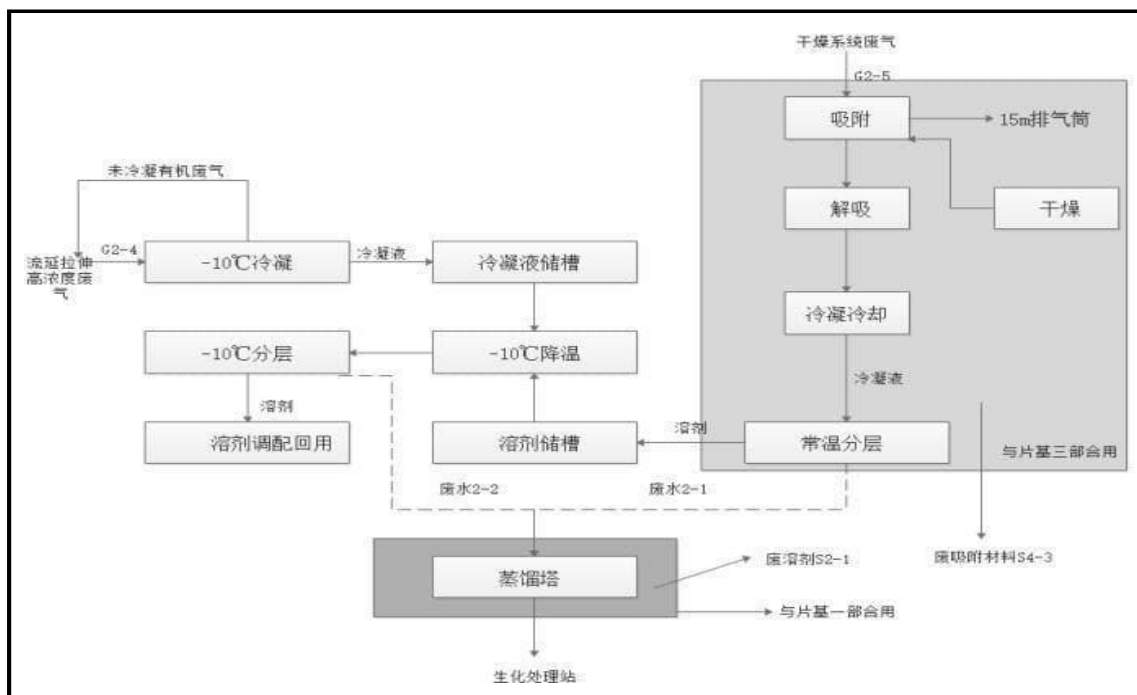 干燥系统废气
G2-5
吸附
15m排气筒
未冷凝有机废气
解吸
干燥
G2-4
流延拉伸
高浓度废
气
-10℃冷凝
冷凝液
冷凝液储槽
冷凝冷却
-10℃分层
-10℃降温
冷凝液
溶剂
溶剂调配回用
溶剂储槽
溶剂
常温分层
与片基三部合用
废水2-2
废水2-1
蒸馏塔
废溶剂S2-1
废吸附材料S4-3
与片基一部合用
生化处理站